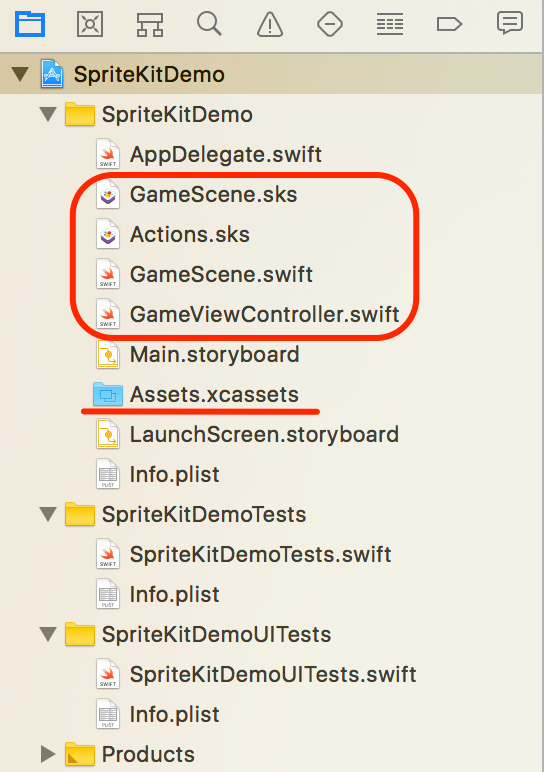 SpriteKitDemo
SpriteKitDemo
AppDelegate.swift
GameScene.sks
Actions.sks
GameScene.swift
GameViewController.swift
Main.storyboard
Assets.xcassets
LaunchScreen.storyboard
Info.plist
SpriteKitDemoTests
SpriteKitDemoTests.swift
Info.plist
SpriteKitDemoUITests
SpriteKitDemoUITests.swift
Info.plist
Products